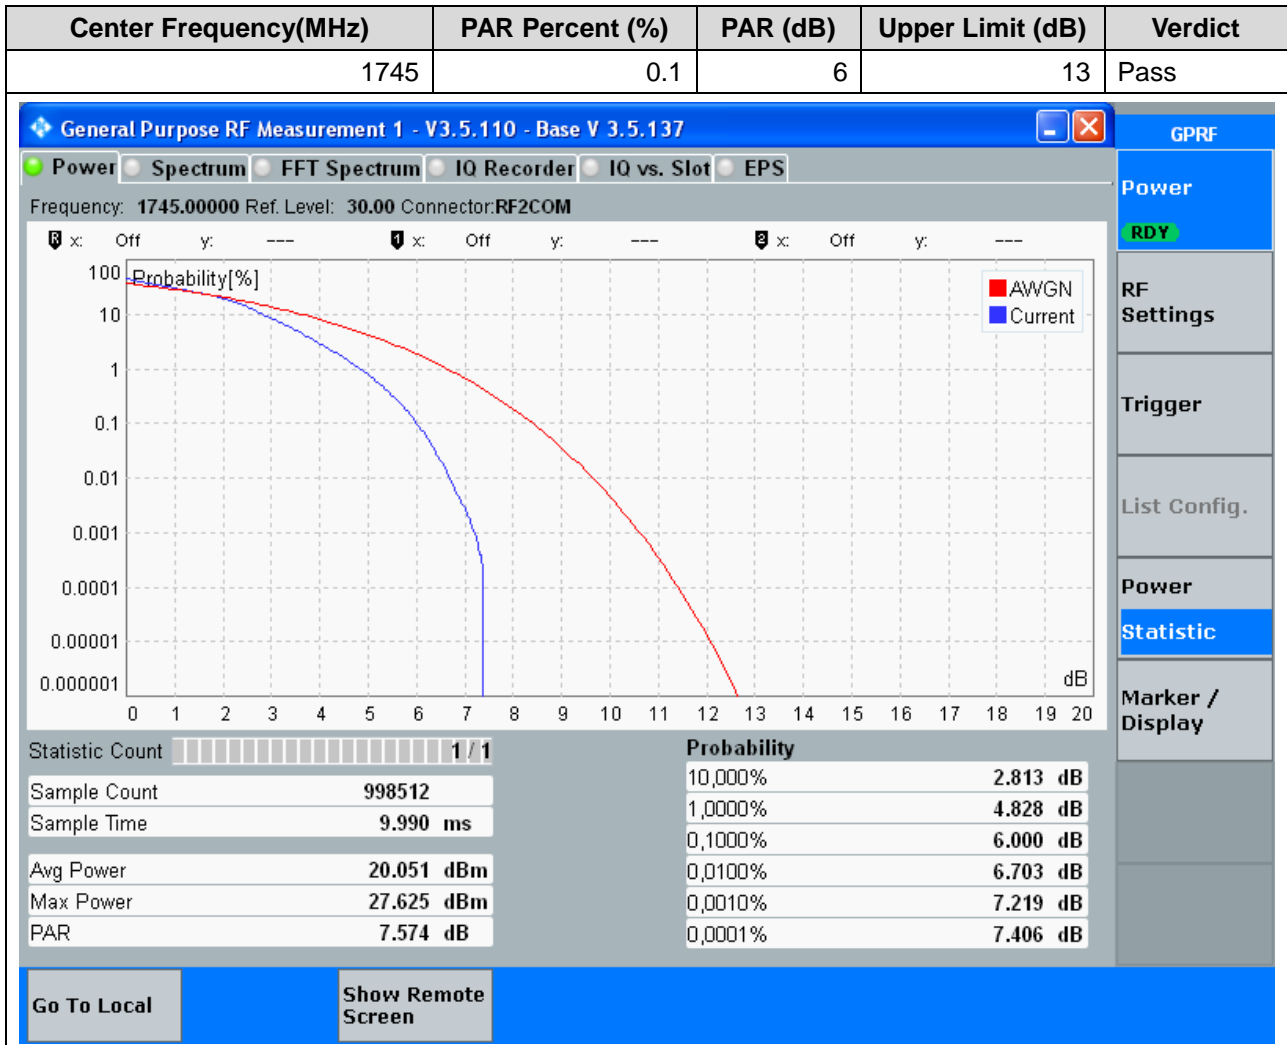 Center Frequency(MHz) PAR Percent (%) PAR (dB) Upper Limit (dB) Verdict
1745 0.1 6 13 Pass
General Purpose RF Measurement 1 - V3.5.110 - Base V 3.5.137
GPRF
Power Spectrum FFT Spectrum IQ Recorder IQ vs. Slot EPS
Frequency: 1745.00000 Ref. Level: 30.00 Connector:RF2COM
R x: Off y: --- 1 x: Off y: --- 2 x: Off y: ---
Probability[%]
AWGN
Current
100
10
1
0.1
0.01
0.001
0.0001
0.00001
0.000001
dB
0 1 2 3 4 5 6 7 8 9 10 11 12 13 14 15 16 17 18 19 20
Statistic Count 1 / 1
Sample Count 998512
Sample Time 9.990 ms
Avg Power 20.051 dBm
Max Power 27.625 dBm
PAR 7.574 dB
Probability
10,000% 2.813 dB
1,0000% 4.828 dB
0,1000% 6.000 dB
0,0100% 6.703 dB
0,0010% 7.219 dB
0,0001% 7.406 dB
Power
RDY
RF
Settings
Trigger
List Config.
Power
Statistic
Marker /
Display
Go To Local
Show Remote
Screen